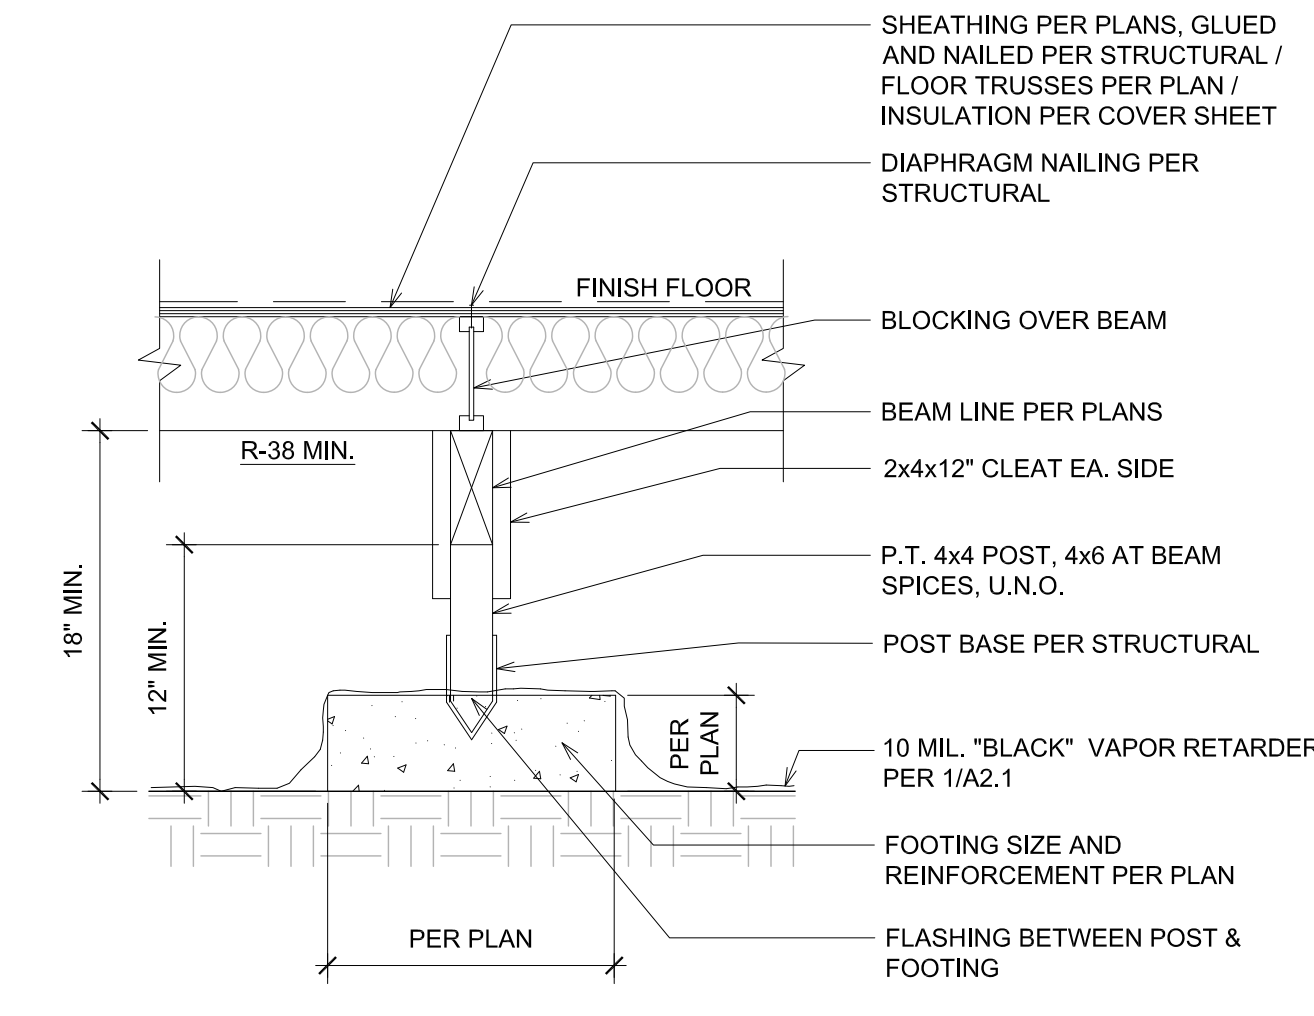 SHEATHING PER PLANS, GLUED
AND NAILED PER STRUCTURAL /
FLOOR TRUSSES PER PLAN /
INSULATION PER COVER SHEET
DIAPHRAGM NAILING PER
STRUCTURAL
FINISH FLOOR
BLOCKING OVER BEAM
BEAM LINE PER PLANS
R-38 MIN.
2x4x12" CLEAT EA. SIDE
P.T. 4x4 POST, 4x6 AT BEAM
SPICES, U.N.O.
18" MIN.
12" MIN.
POST BASE PER STRUCTURAL
PER
PLAN
10 MIL. "BLACK" VAPOR RETARDER
PER 1/A2.1
FOOTING SIZE AND
REINFORCEMENT PER PLAN
PER PLAN
FLASHING BETWEEN POST &
FOOTING